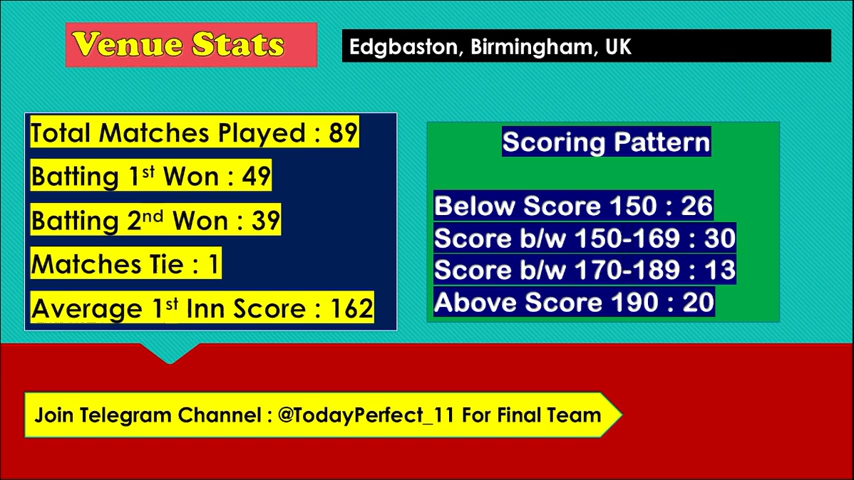 Venue Stats
Edgbaston, Birmingham, UK
Total Matches Played : 89
Batting 1st Won : 49
Batting 2nd Won : 39
Matches Tie : 1
Average 1st Inn Score : 162
Scoring Pattern
Below Score 150 : 26
Score b/w 150-169 : 30
Score b/w 170-189 : 13
Above Score 190 : 20
Join Telegram Channel : @TodayPerfect_11 For Final Team